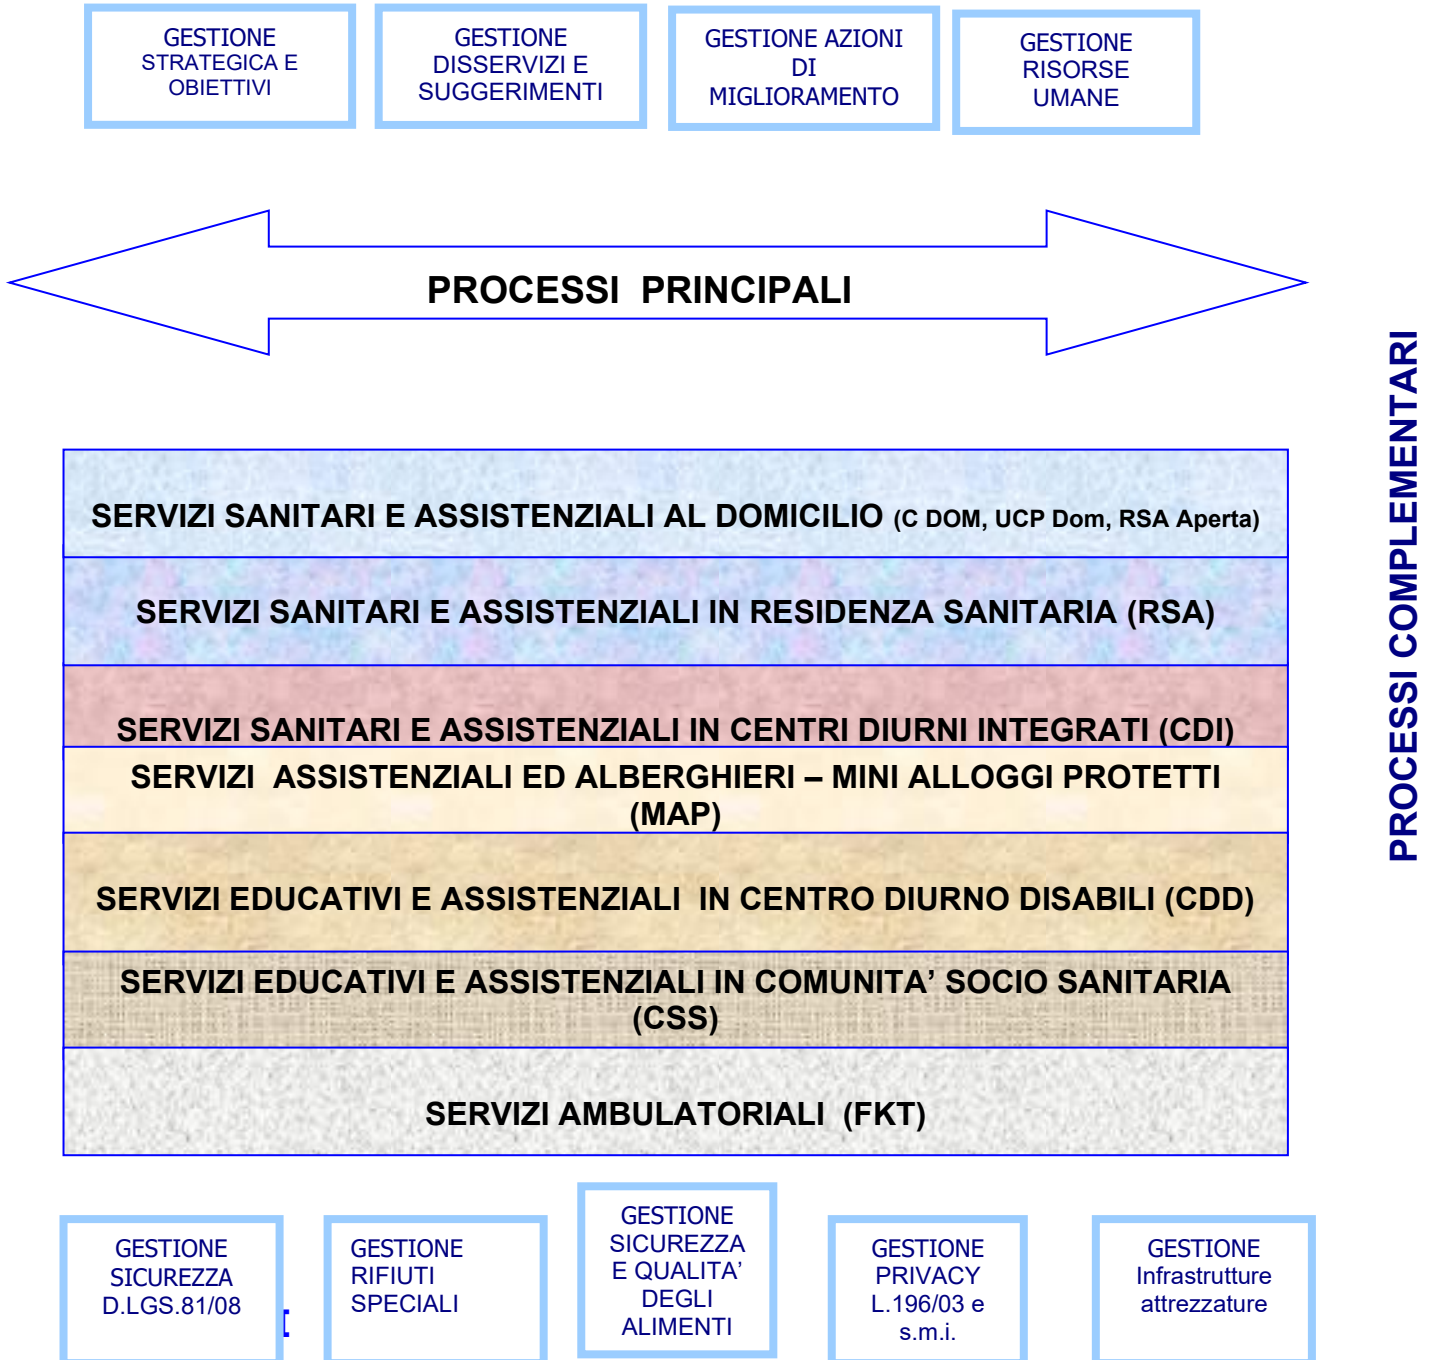 GESTIONE
STRATEGICA E
OBIETTIVI
GESTIONE
DISSERVIZI E
SUGGERIMENTI
GESTIONE AZIONI
DI
MIGLIORAMENTO
GESTIONE
RISORSE
UMANE
PROCESSI PRINCIPALI
PROCESSI COMPLEMENTARI
SERVIZI SANITARI E ASSISTENZIALI AL DOMICILIO (C DOM, UCP Dom, RSA Aperta)
SERVIZI SANITARI E ASSISTENZIALI IN RESIDENZA SANITARIA (RSA)
SERVIZI SANITARI E ASSISTENZIALI IN CENTRI DIURNI INTEGRATI (CDI)
SERVIZI ASSISTENZIALI ED ALBERGHIERI – MINI ALLOGGI PROTETTI
(MAP)
SERVIZI EDUCATIVI E ASSISTENZIALI IN CENTRO DIURNO DISABILI (CDD)
SERVIZI EDUCATIVI E ASSISTENZIALI IN COMUNITA’ SOCIO SANITARIA
(CSS)
SERVIZI AMBULATORIALI (FKT)
GESTIONE
SICUREZZA
D.LGS.81/08
GESTIONE
RIFIUTI
SPECIALI
GESTIONE
SICUREZZA
E QUALITA’
DEGLI
ALIMENTI
GESTIONE
PRIVACY
L.196/03 e
s.m.i.
GESTIONE
Infrastrutture
attrezzature